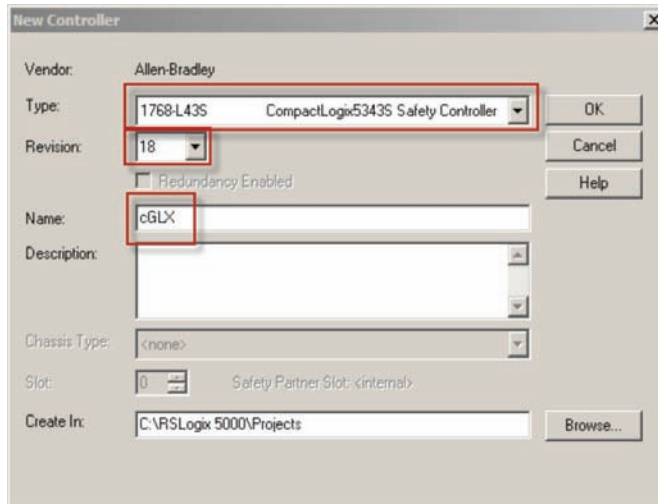 New Controller
Vendor: Allen-Bradley
Type: 1768-L43S CompactLogix5343S Safety Controller
OK
Revision: 18
Cancel
Redundancy Enabled
Help
Name: cGLX
Description:
Chassis Type: <none>
Slot: 0 Safety Partner Slot: <internal>
Create In: C:\RSLogix 5000\Projects
Browse...